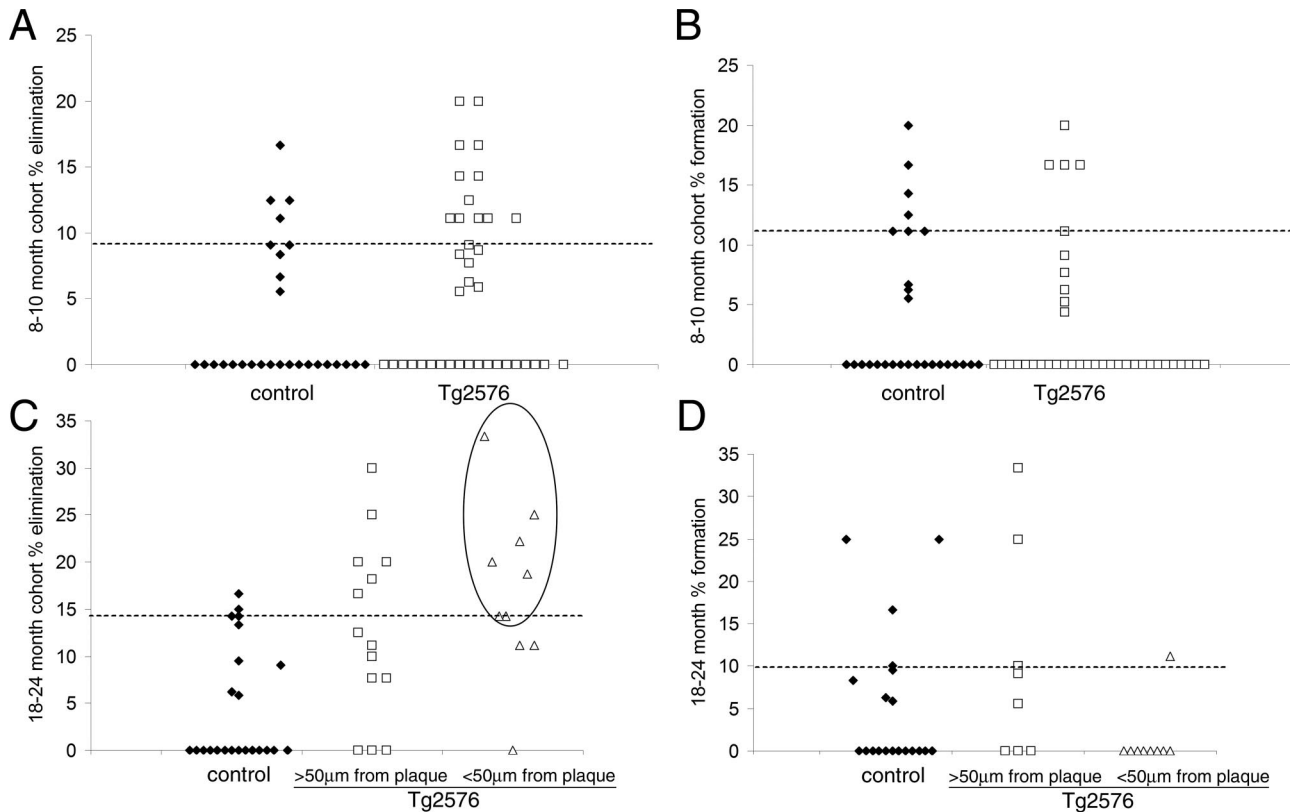 A
8-10 month cohort % elimination
25
20
15
10
5
0
control
Tg2576
B
8-10 month cohort % formation
25
20
15
10
5
0
control
Tg2576
C
18-24 month cohort % elimination
35
30
25
20
15
10
5
0
control
>50µm from plaque
<50µm from plaque
Tg2576
D
18-24 month % formation
35
30
25
20
15
10
5
0
control
>50µm from plaque
<50µm from plaque
Tg2576